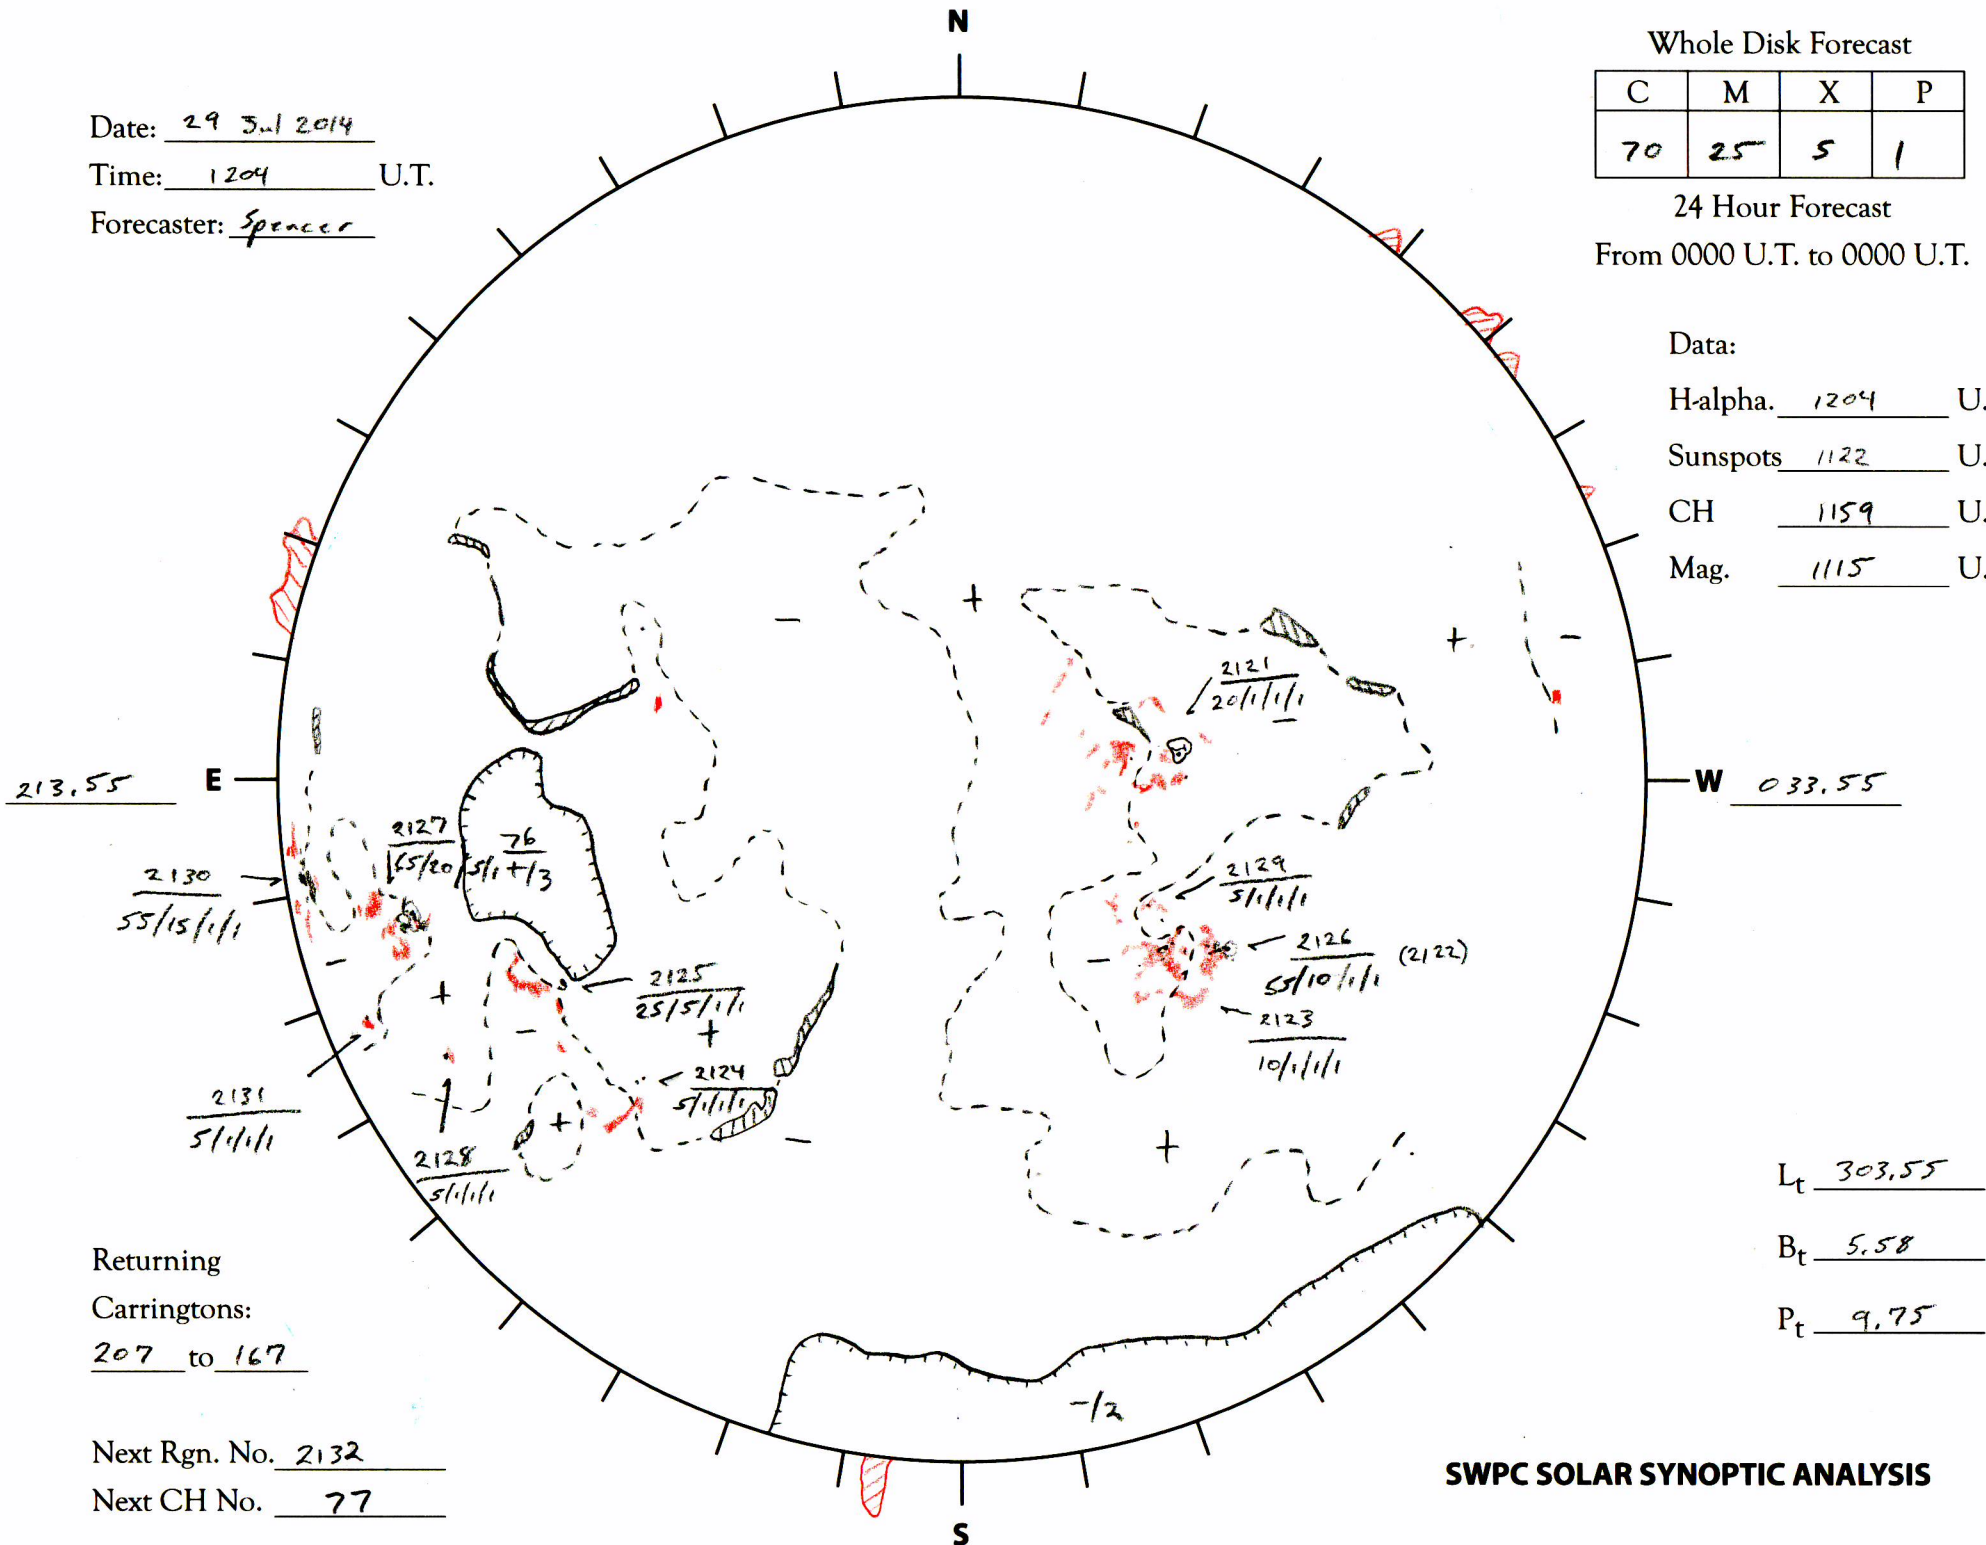 N
Whole Disk Forecast
C M X P
70 25 5 1
24 Hour Forecast
From 0000 U.T. to 0000 U.T.
Date: 29 Jul 2014
Time: 1204 U.T.
Forecaster: Spencer
Data:
H-alpha. 1204 U.
Sunspots 1122 U.
CH 1159 U.
Mag. 1115 U.
+
−
+
−
2121
20/1/1/1
−
213.55 E
W 033.55
2127
65/20/5/1
76
+/3
2130
55/15/1/1
2129
5/1/1/1
2126 (2122)
55/10/1/1
−
−
2125
25/5/1/1
+
−
+
2123
10/1/1/1
2124
5/1/1/1
2131
5/1/1/1
+
−
+
2128
5/1/1/1
Lt 303.55
Bt 5.58
Pt 9.75
Returning
Carringtons:
207 to 167
-/2
Next Rgn. No. 2132
Next CH No. 77
SWPC SOLAR SYNOPTIC ANALYSIS
S